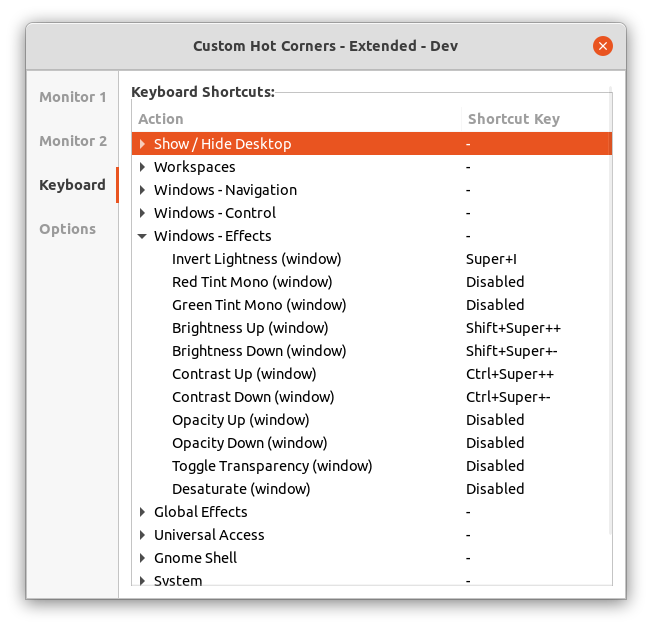 Custom Hot Corners - Extended - Dev
Monitor 1
Monitor 2
Keyboard
Options
Keyboard Shortcuts:
Action Shortcut Key
Show / Hide Desktop -
Workspaces -
Windows - Navigation -
Windows - Control -
Windows - Effects -
Invert Lightness (window) Super+I
Red Tint Mono (window) Disabled
Green Tint Mono (window) Disabled
Brightness Up (window) Shift+Super++
Brightness Down (window) Shift+Super+-
Contrast Up (window) Ctrl+Super++
Contrast Down (window) Ctrl+Super+-
Opacity Up (window) Disabled
Opacity Down (window) Disabled
Toggle Transparency (window) Disabled
Desaturate (window) Disabled
Global Effects -
Universal Access -
Gnome Shell -
System -